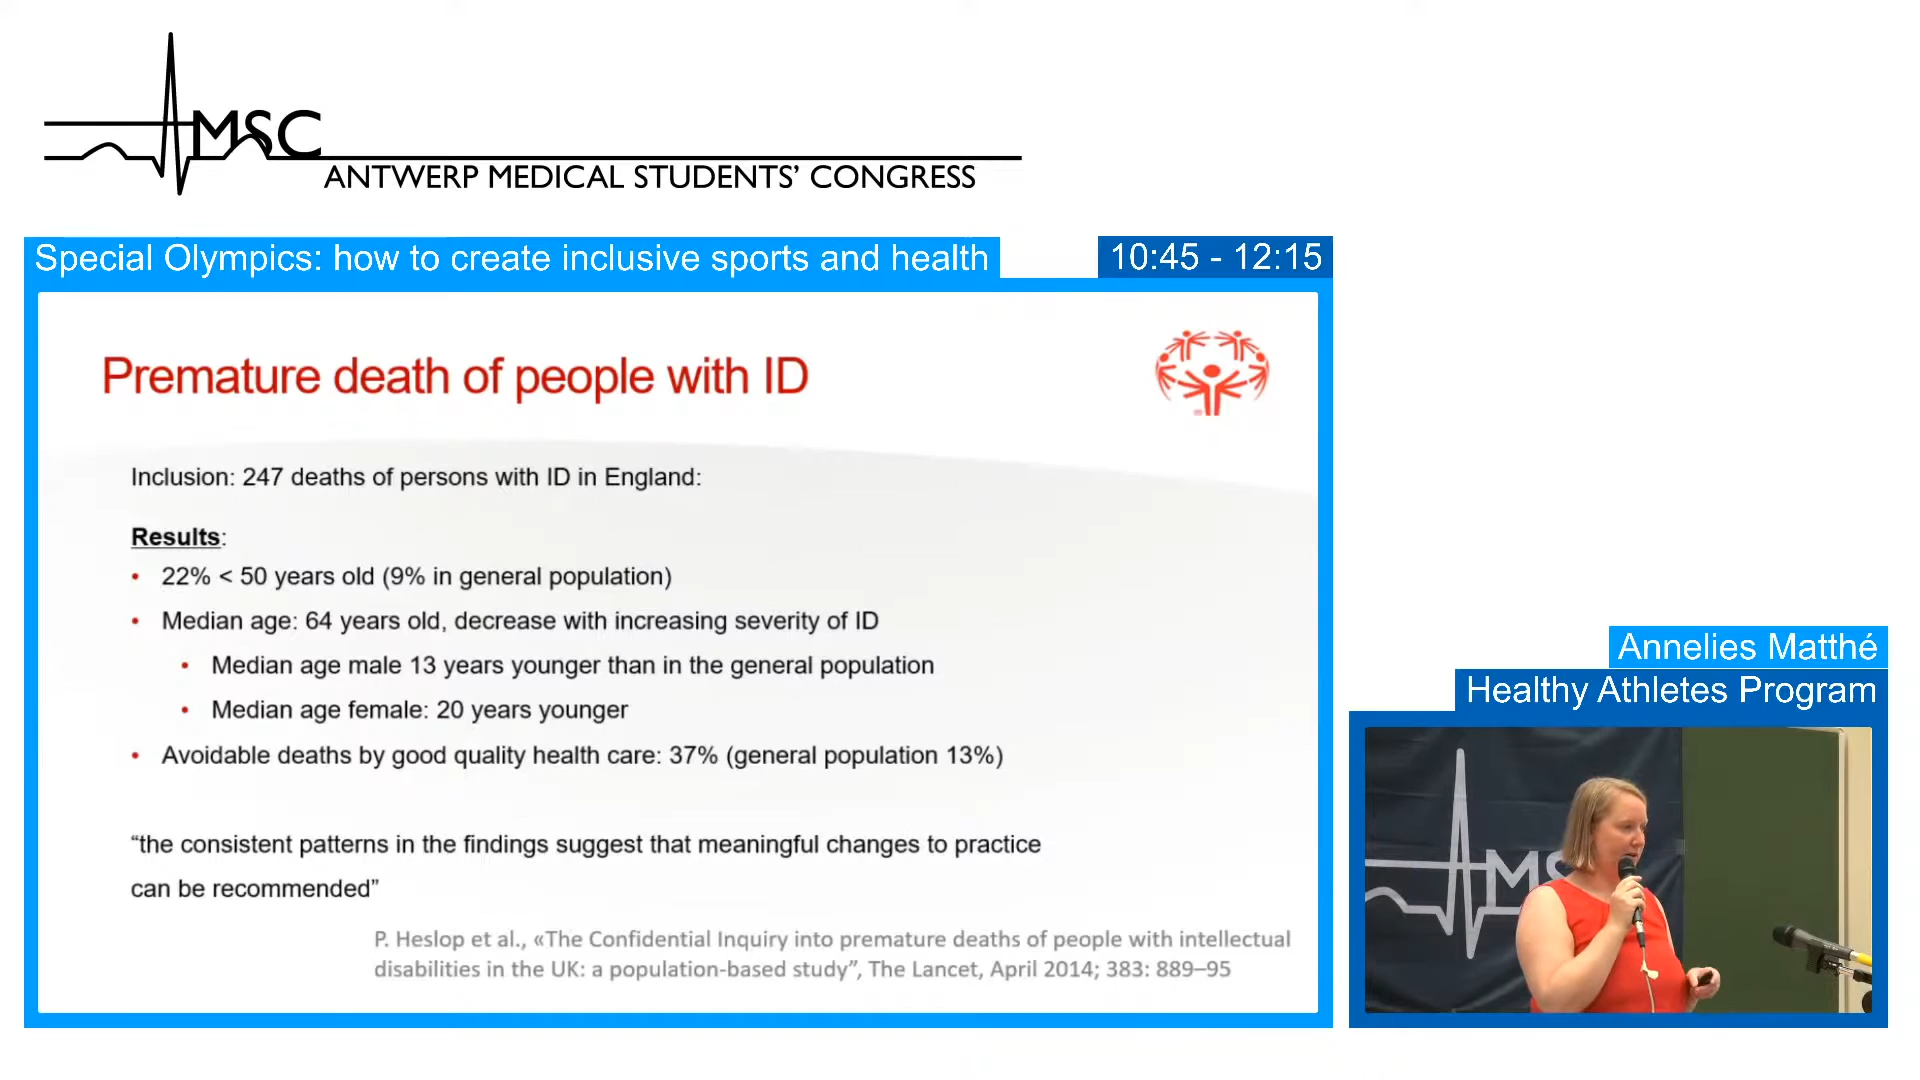 MSC
ANTWERP MEDICAL STUDENTS’ CONGRESS
Special Olympics: how to create inclusive sports and health
10:45 - 12:15
Premature death of people with ID
Inclusion: 247 deaths of persons with ID in England:
Results:
• 22% < 50 years old (9% in general population)
• Median age: 64 years old, decrease with increasing severity of ID
• Median age male 13 years younger than in the general population
• Median age female: 20 years younger
• Avoidable deaths by good quality health care: 37% (general population 13%)
“the consistent patterns in the findings suggest that meaningful changes to practice
can be recommended”
P. Heslop et al., «The Confidential Inquiry into premature deaths of people with intellectual
disabilities in the UK: a population-based study”, The Lancet, April 2014; 383: 889–95
Annelies Matthé
Healthy Athletes Program
MS